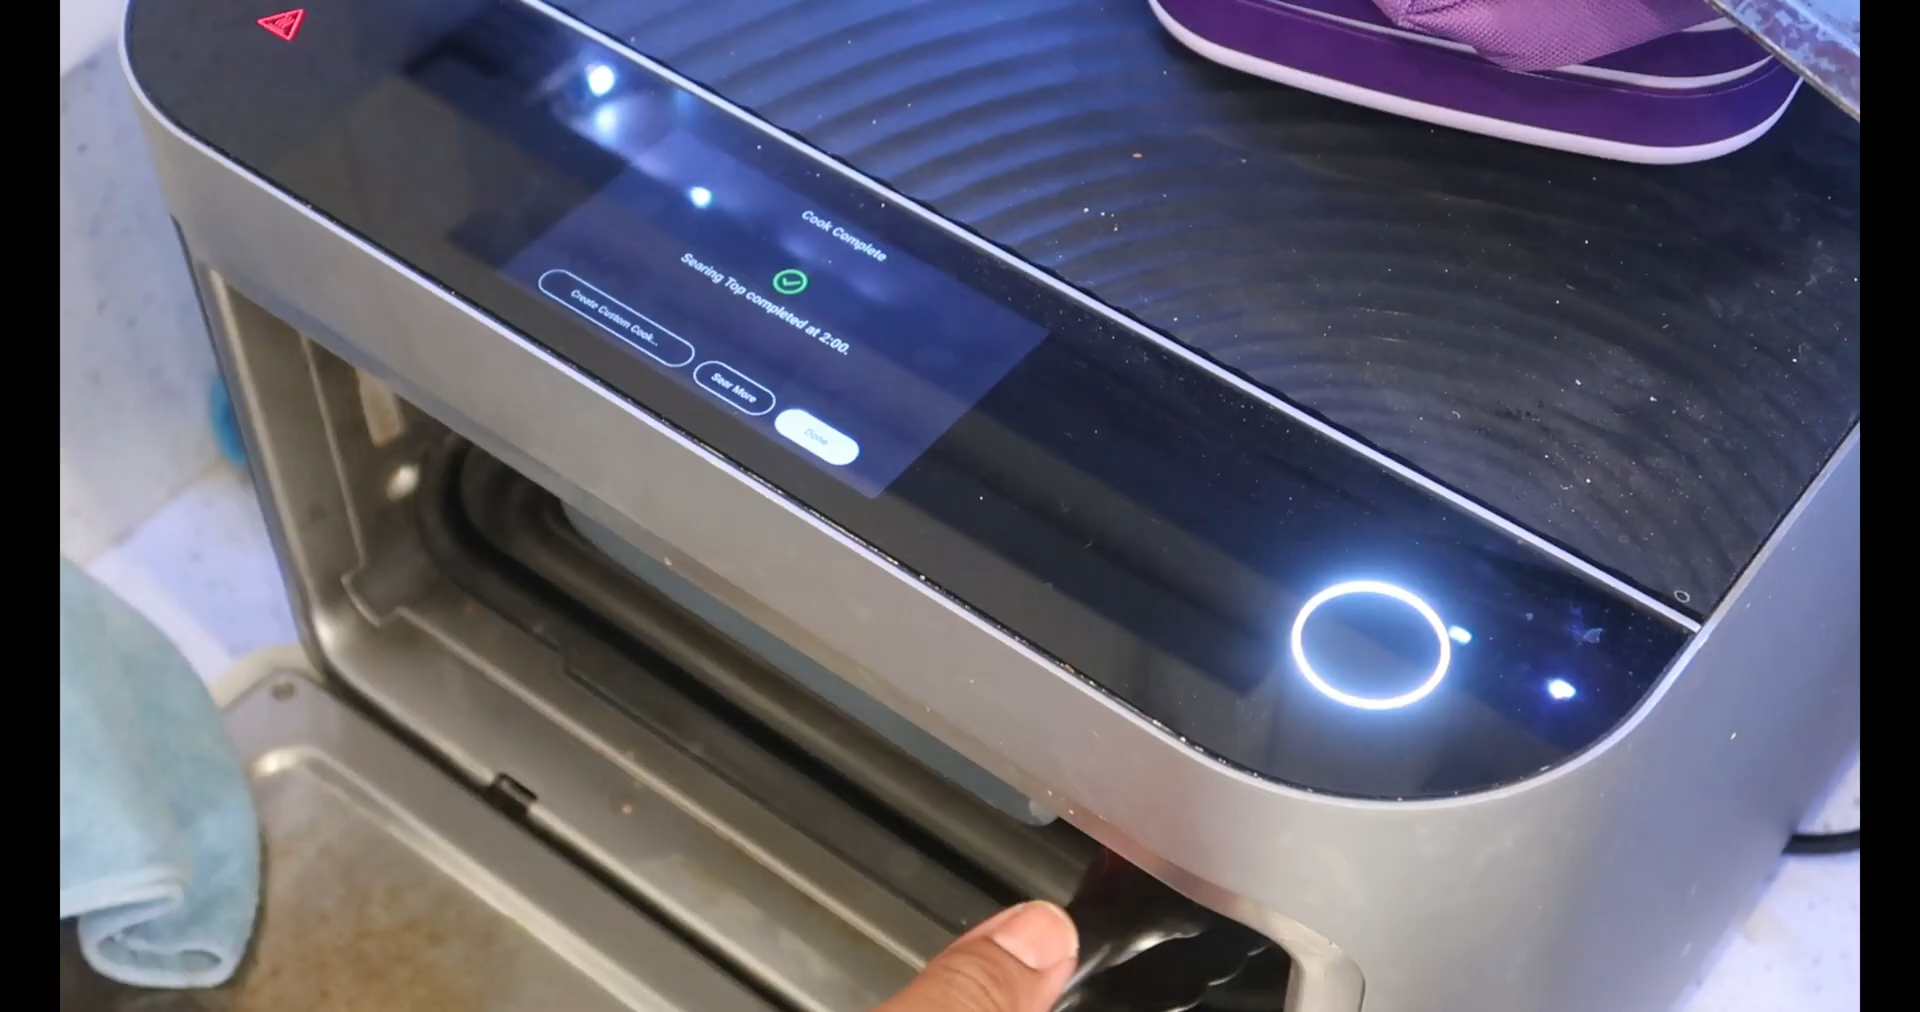 Cook Complete
Searing Top completed at 2:00.
Create Custom Cook...
Sear More
Done